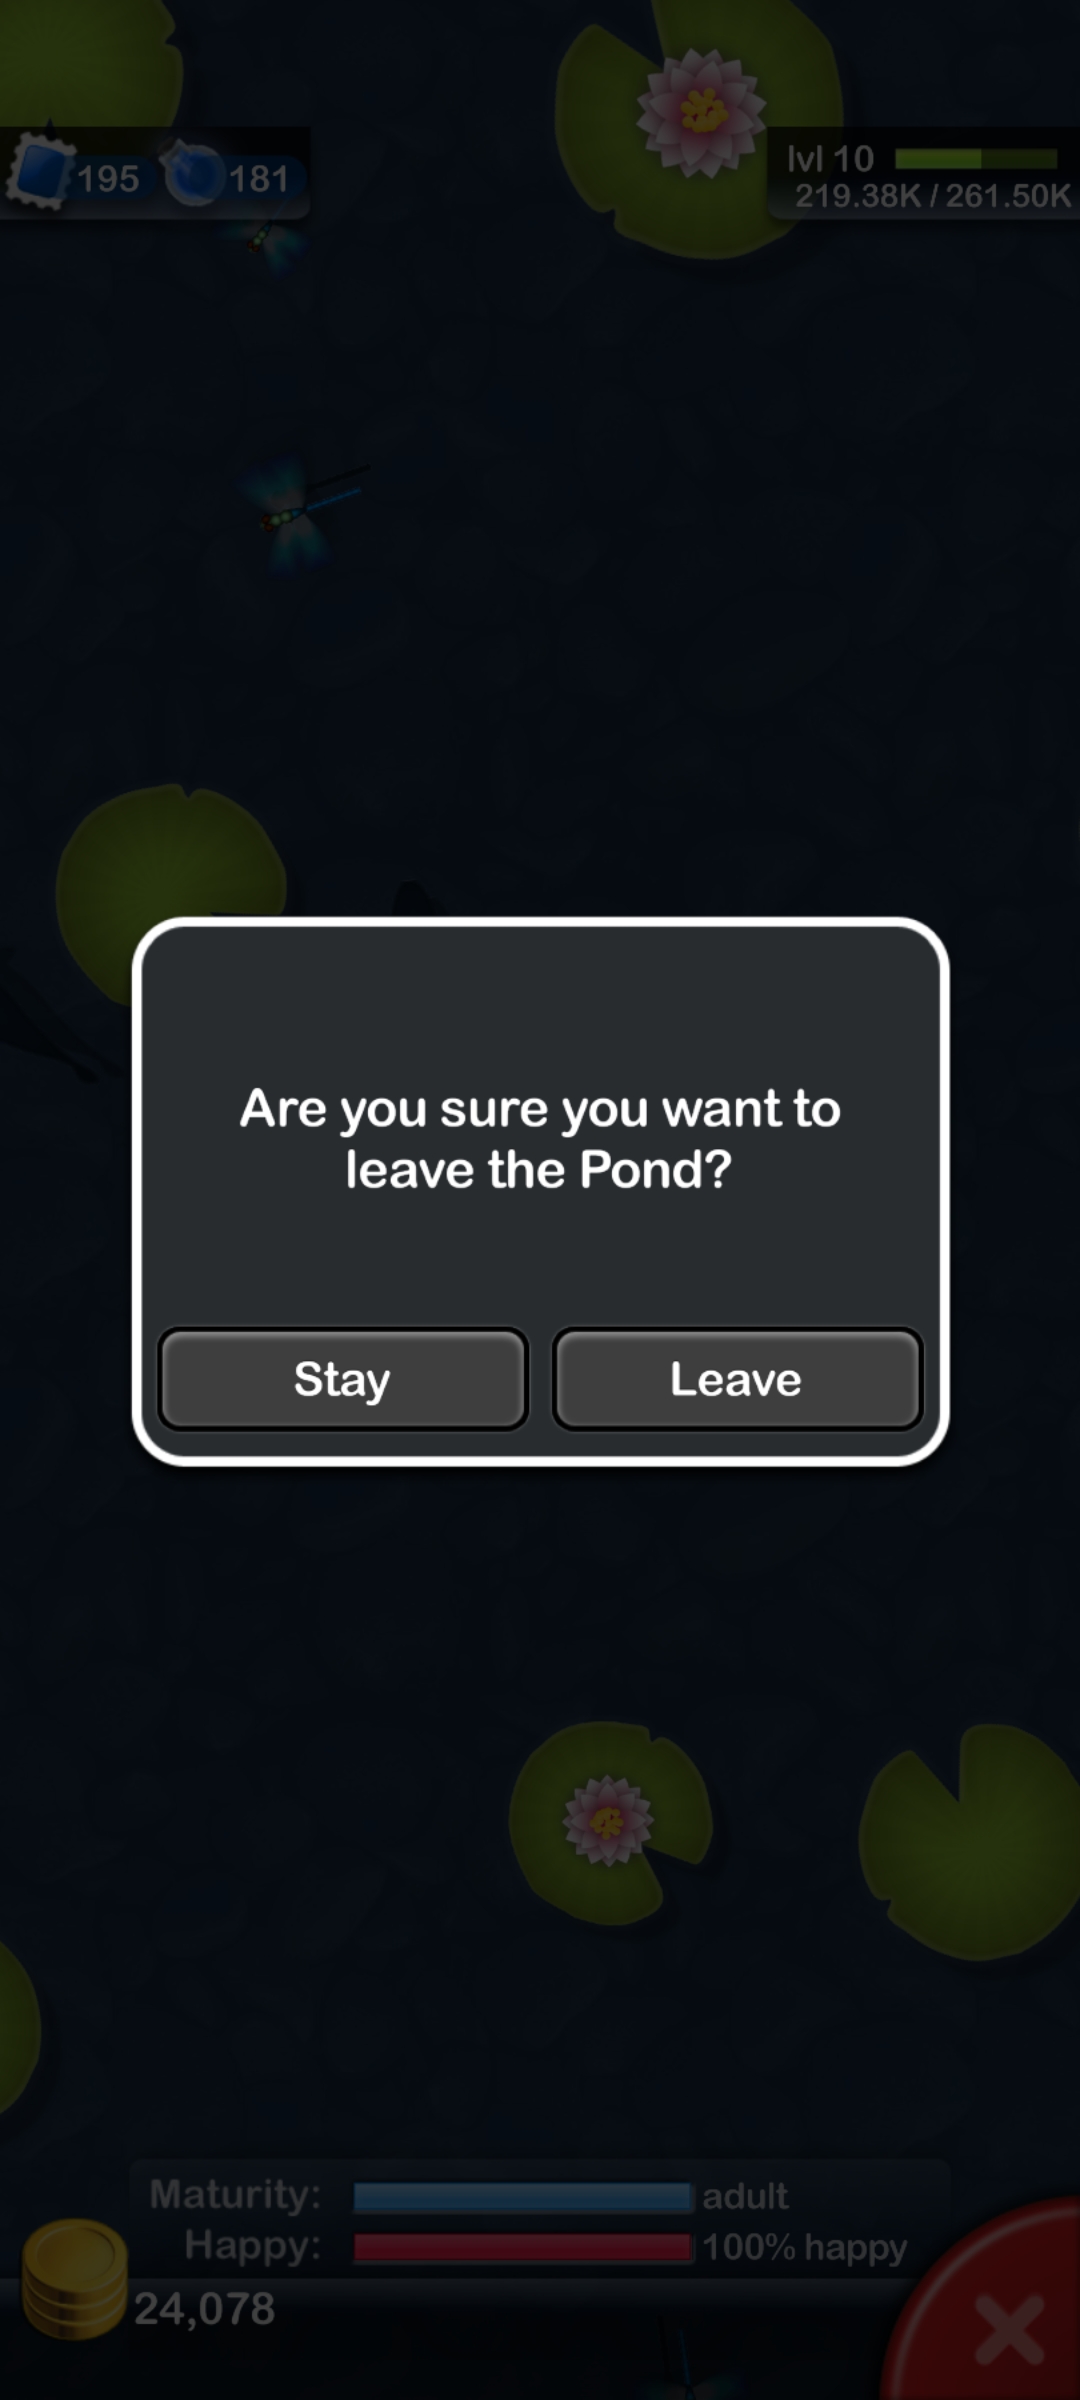 195 181
lvl 10
219.38K / 261.50K
Are you sure you want to
leave the Pond?
Stay Leave
Maturity: adult
Happy: 100% happy
24,078